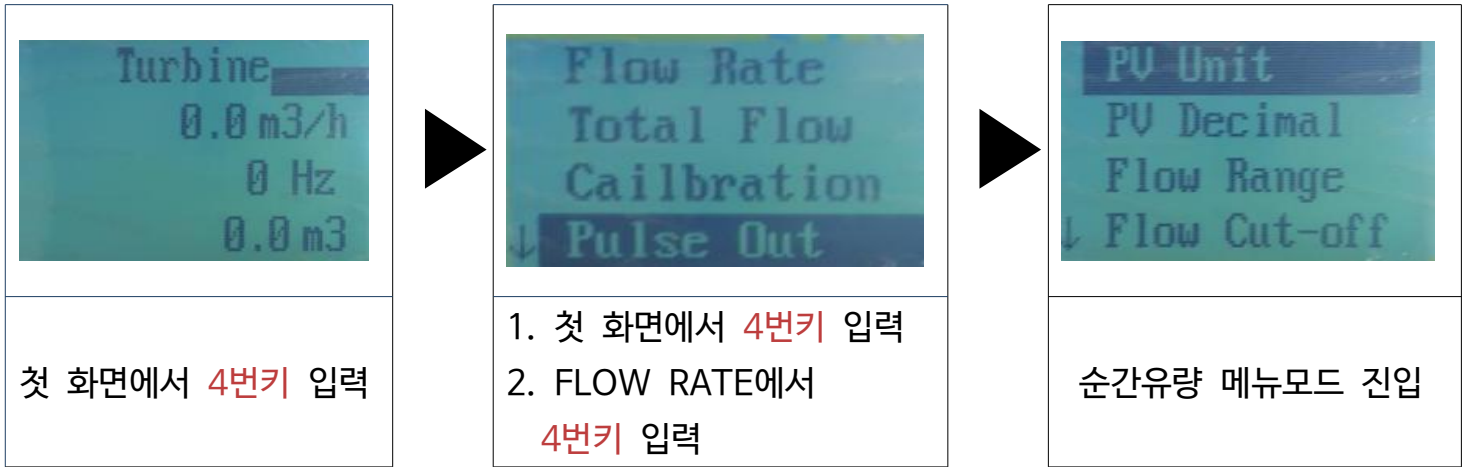 Turbine
0.0 m3/h
0 Hz
0.0 m3
첫 화면에서 4번키 입력
Flow Rate
Total Flow
Cailbration
↓ Pulse Out
1. 첫 화면에서 4번키 입력
2. FLOW RATE에서
4번키 입력
PV Unit
PV Decimal
Flow Range
↓ Flow Cut-off
순간유량 메뉴모드 진입